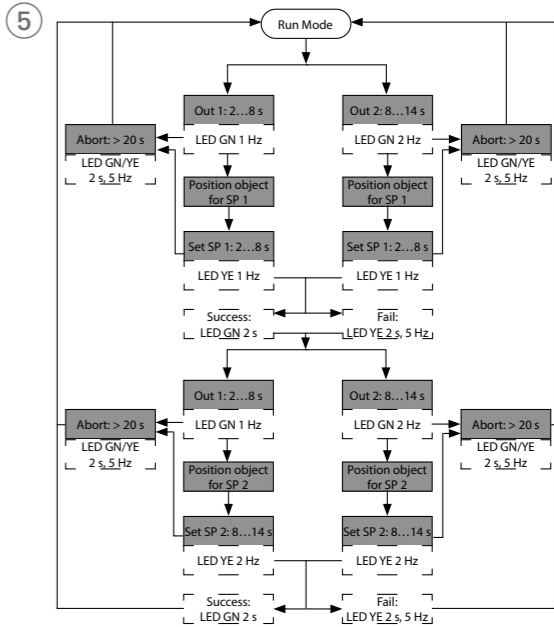 5
Run Mode
Out 1: 2…8 s
Out 2: 8…14 s
Abort: > 20 s
LED GN 1 Hz
LED GN 2 Hz
Abort: > 20 s
LED GN/YE
2 s, 5 Hz
LED GN/YE
2 s, 5 Hz
Position object
for SP 1
Position object
for SP 1
Set SP 1: 2…8 s
Set SP 1: 2…8 s
LED YE 1 Hz
LED YE 1 Hz
Success:
LED GN 2 s
Fail:
LED YE 2 s, 5 Hz
Out 1: 2…8 s
Out 2: 8…14 s
Abort: > 20 s
LED GN 1 Hz
LED GN 2 Hz
Abort: > 20 s
LED GN/YE
2 s, 5 Hz
LED GN/YE
2 s, 5 Hz
Position object
for SP 2
Position object
for SP 2
Set SP 2: 8…14 s
Set SP 2: 8…14 s
LED YE 2 Hz
LED YE 2 Hz
Success:
LED GN 2 s
Fail:
LED YE 2 s, 5 Hz